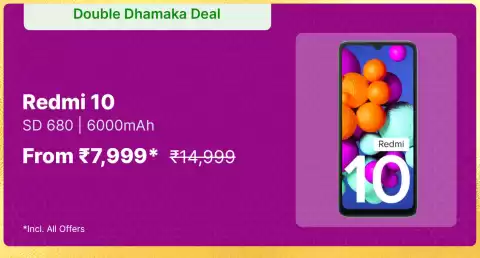 Double Dhamaka Deal
Redmi 10
SD 680 | 6000mAh
From ₹7,999* ₹14,999
*Incl. All Offers
Redmi
10